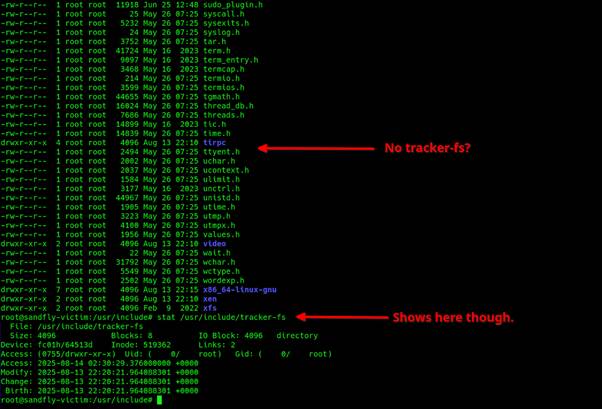 -rw-r--r--  1 root root  11918 Jun 25 12:48 sudo_plugin.h
-rw-r--r--  1 root root     25 May 26 07:25 syscall.h
-rw-r--r--  1 root root   5232 May 26 07:25 sysexits.h
-rw-r--r--  1 root root     24 May 26 07:25 syslog.h
-rw-r--r--  1 root root   3752 May 26 07:25 tar.h
-rw-r--r--  1 root root  41724 May 16  2023 term.h
-rw-r--r--  1 root root   9097 May 16  2023 term_entry.h
-rw-r--r--  1 root root   3468 May 16  2023 termcap.h
-rw-r--r--  1 root root    214 May 26 07:25 termio.h
-rw-r--r--  1 root root   3599 May 26 07:25 termios.h
-rw-r--r--  1 root root  44655 May 26 07:25 tgmath.h
-rw-r--r--  1 root root  16024 May 26 07:25 thread_db.h
-rw-r--r--  1 root root   7686 May 26 07:25 threads.h
-rw-r--r--  1 root root  14899 May 16  2023 tic.h
-rw-r--r--  1 root root  14839 May 26 07:25 time.h
drwxr-xr-x  4 root root   4096 Aug 13 22:10 tirpc
No tracker-fs?
-rw-r--r--  1 root root   2494 May 26 07:25 ttyent.h
-rw-r--r--  1 root root   2002 May 26 07:25 uchar.h
-rw-r--r--  1 root root   2037 May 26 07:25 ucontext.h
-rw-r--r--  1 root root   1584 May 26 07:25 ulimit.h
-rw-r--r--  1 root root   3177 May 16  2023 unctrl.h
-rw-r--r--  1 root root  44967 May 26 07:25 unistd.h
-rw-r--r--  1 root root   1905 May 26 07:25 utime.h
-rw-r--r--  1 root root   3223 May 26 07:25 utmp.h
-rw-r--r--  1 root root   4100 May 26 07:25 utmpx.h
-rw-r--r--  1 root root   1956 May 26 07:25 values.h
drwxr-xr-x  2 root root   4096 Aug 13 22:10 video
-rw-r--r--  1 root root     22 May 26 07:25 wait.h
-rw-r--r--  1 root root  31792 May 26 07:25 wchar.h
-rw-r--r--  1 root root   5549 May 26 07:25 wctype.h
-rw-r--r--  1 root root   2502 May 26 07:25 wordexp.h
drwxr-xr-x  7 root root   4096 Aug 13 22:15 x86_64-linux-gnu
drwxr-xr-x  2 root root   4096 Aug 13 22:10 xen
drwxr-xr-x  2 root root   4096 Feb  9  2022 xfs
root@sandfly-victim:/usr/include# stat /usr/include/tracker-fs
Shows here though.
  File: /usr/include/tracker-fs
  Size: 4096            Blocks: 8          IO Block: 4096   directory
Device: fc01h/64513d    Inode: 519362      Links: 2
Access: (0755/drwxr-xr-x)  Uid: (    0/    root)   Gid: (    0/    root)
Access: 2025-08-14 02:30:29.376000000 +0000
Modify: 2025-08-13 22:20:21.964088301 +0000
Change: 2025-08-13 22:20:21.964088301 +0000
 Birth: 2025-08-13 22:20:21.964088301 +0000
root@sandfly-victim:/usr/include#